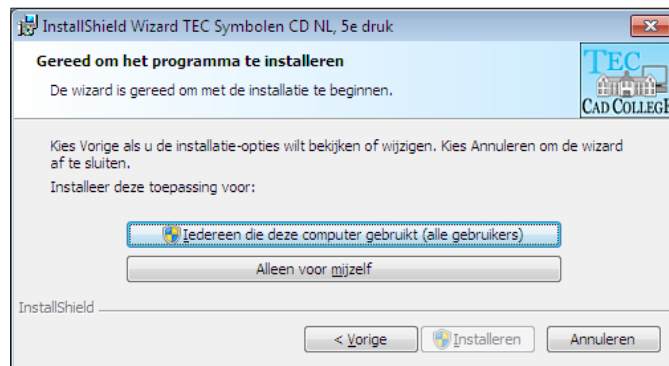 InstallShield Wizard TEC Symbolen CD NL, 5e druk
Gereed om het programma te installeren
De wizard is gereed om met de installatie te beginnen.
TEC
CAD COLLEGE
Kies Vorige als u de installatie-opties wilt bekijken of wijzigen. Kies Annuleren om de wizard
af te sluiten.
Installeer deze toepassing voor:
Iedereen die deze computer gebruikt (alle gebruikers)
Alleen voor mijzelf
InstallShield
< Vorige
Installeren
Annuleren